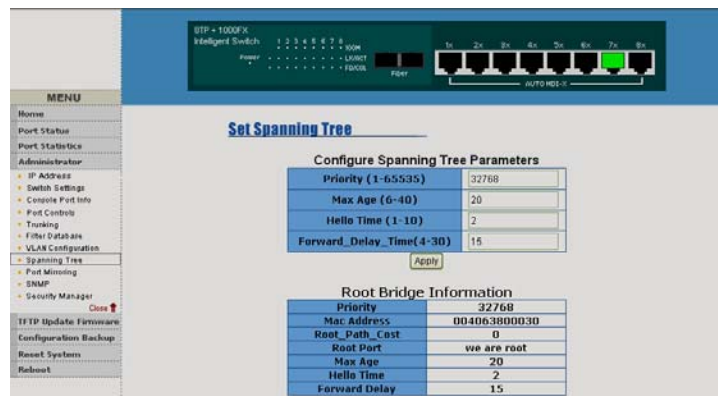 8TP + 1000FX
Intelligent Switch
1 2 3 4 5 6 7 8
100M
Power
LK/ACT
FD/COL
Fiber
1x 2x 3x 4x 5x 6x 7x 8x
AUTO MDI-X
MENU
Home
Port Status
Port Statistics
Administrator
IP Address
Switch Settings
Console Port Info
Port Controls
Trunking
Filter Database
VLAN Configuration
Spanning Tree
Port Mirroring
SNMP
Security Manager
Close
TFTP Update Firmware
Configuration Backup
Reset System
Reboot
Set Spanning Tree
Configure Spanning Tree Parameters
Priority (1-65535) 32768
Max Age (6-40) 20
Hello Time (1-10) 2
Forward_Delay_Time(4-30) 15
Apply
Root Bridge Information
Priority 32768
Mac Address 004063800030
Root_Path_Cost 0
Root Port we are root
Max Age 20
Hello Time 2
Forward Delay 15